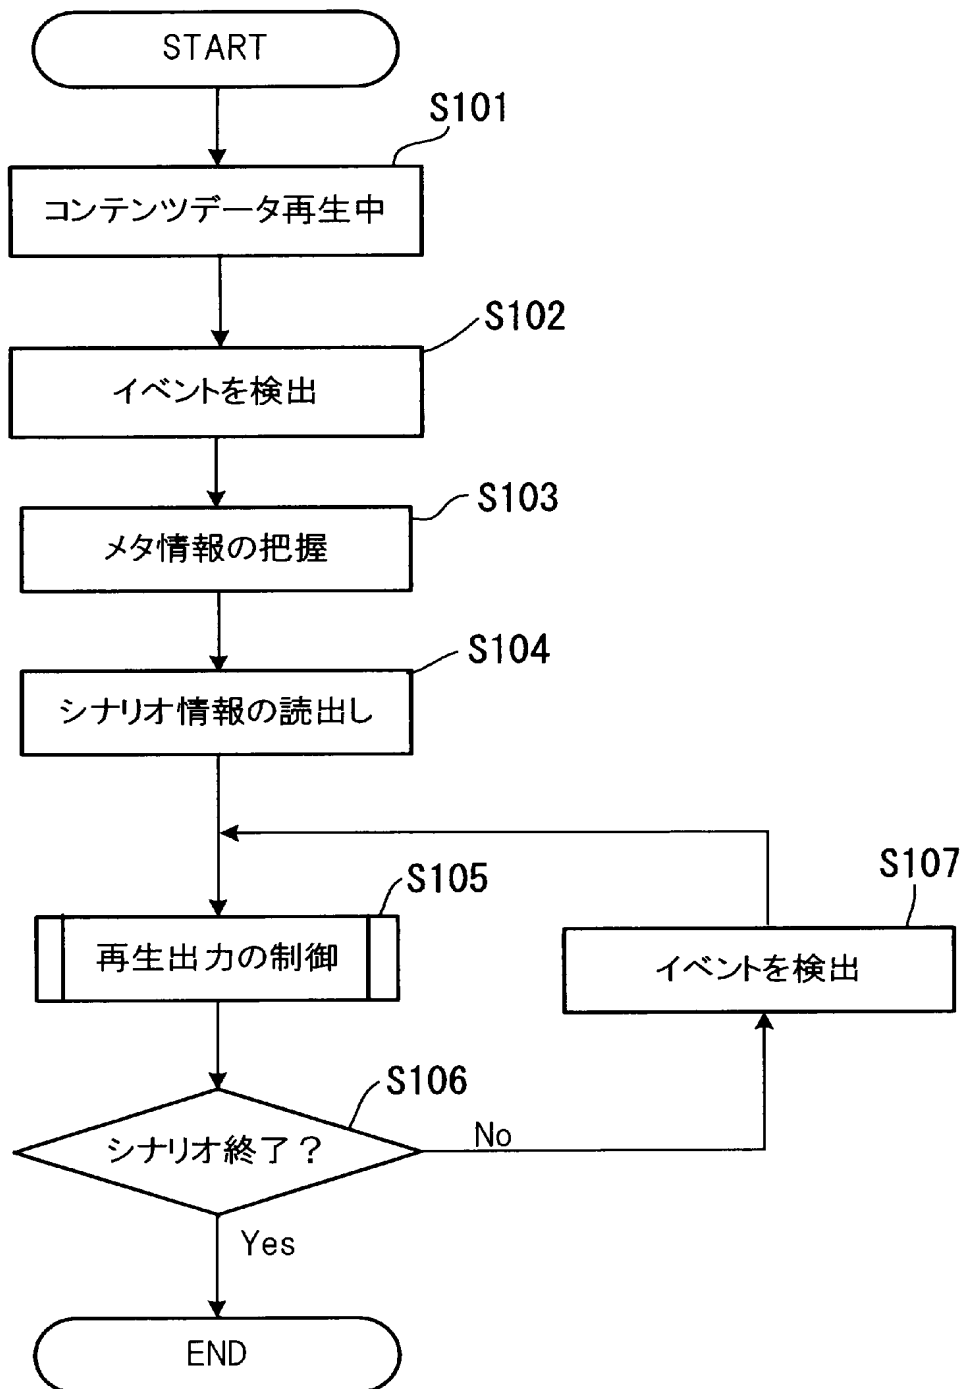 START
S101
コンテンツデータ再生中
S102
イベントを検出
S103
メタ情報の把握
S104
シナリオ情報の読出し
S105
再生出力の制御
S107
イベントを検出
S106
シナリオ終了？
No
Yes
END